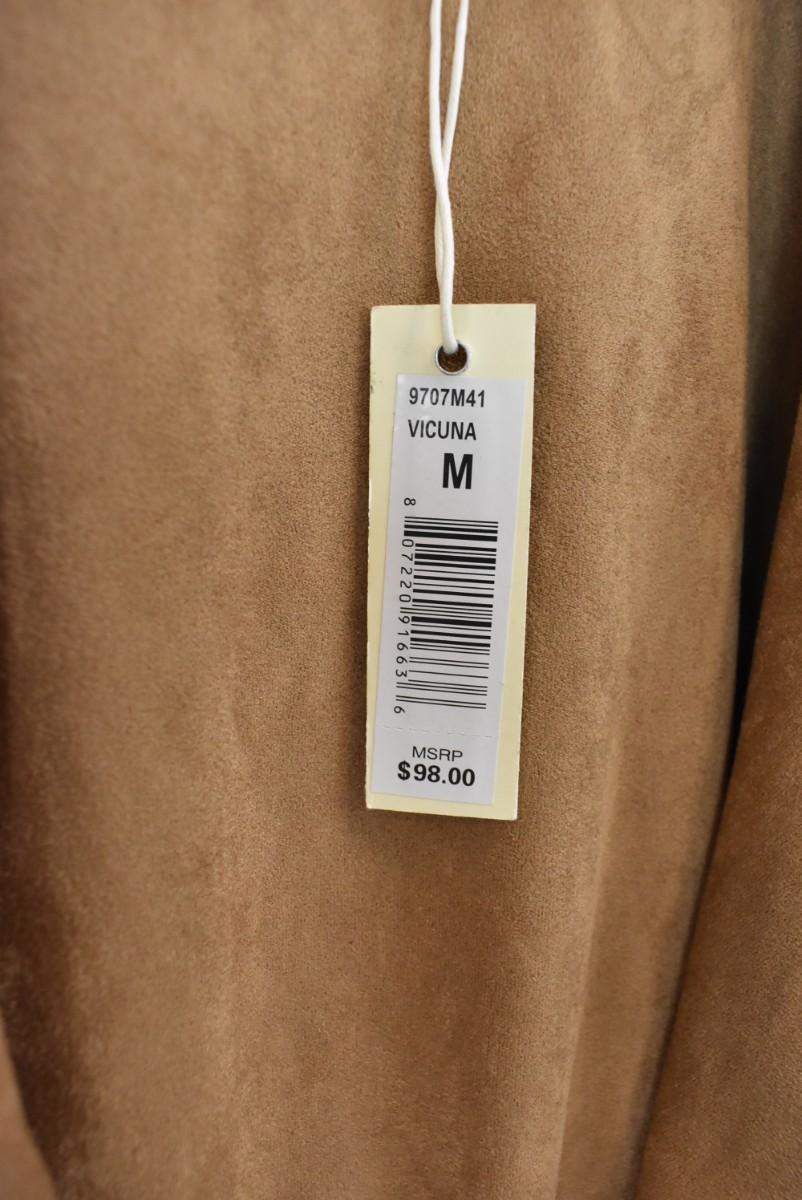 9707M41
VICUNA
M
8 07220 91663 6
MSRP
$98.00